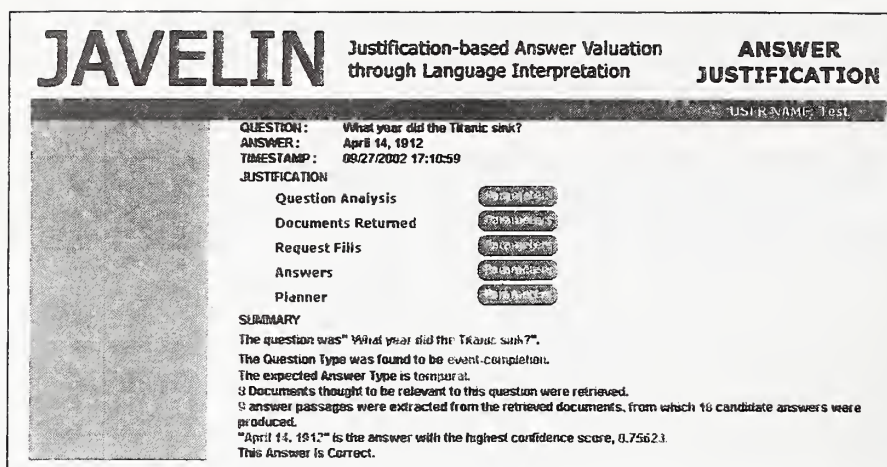 JAVELIN
Justification-based Answer Valuation
through Language Interpretation
ANSWER
JUSTIFICATION
USER NAME: Test
QUESTION: What year did the Titanic sink?
ANSWER: April 14, 1912
TIMESTAMP: 09/27/2002 17:10:59
JUSTIFICATION
Question Analysis Parameters
Documents Returned Parameters
Request Fills Parameters
Answers Parameters
Planner Parameters
SUMMARY
The question was" What year did the Titanic sink?".
The Question Type was found to be event-completion.
The expected Answer Type is temporal.
Documents thought to be relevant to this question were retrieved.
9 answer passages were extracted from the retrieved documents, from which candidate answers were
produced.
"April 14, 1912" is the answer with the highest confidence score,
This Answer is Correct.